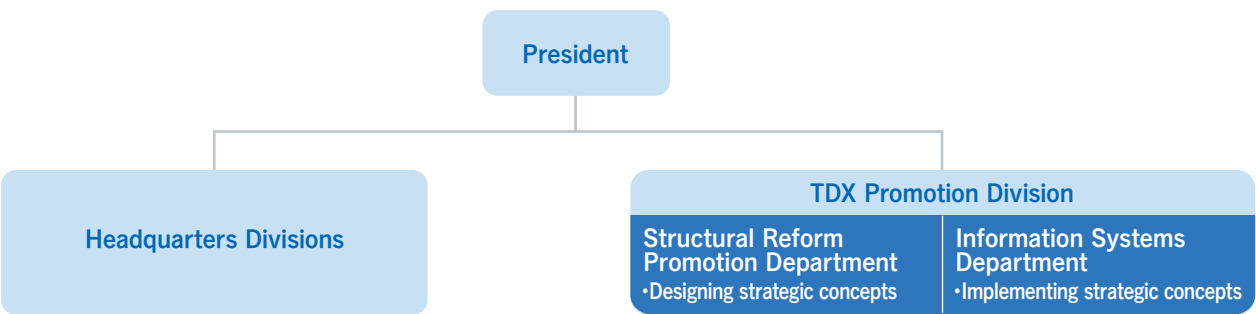 President
Headquarters Divisions
TDX Promotion Division
Structural Reform
Promotion Department
•Designing strategic concepts
Information Systems
Department
•Implementing strategic concepts